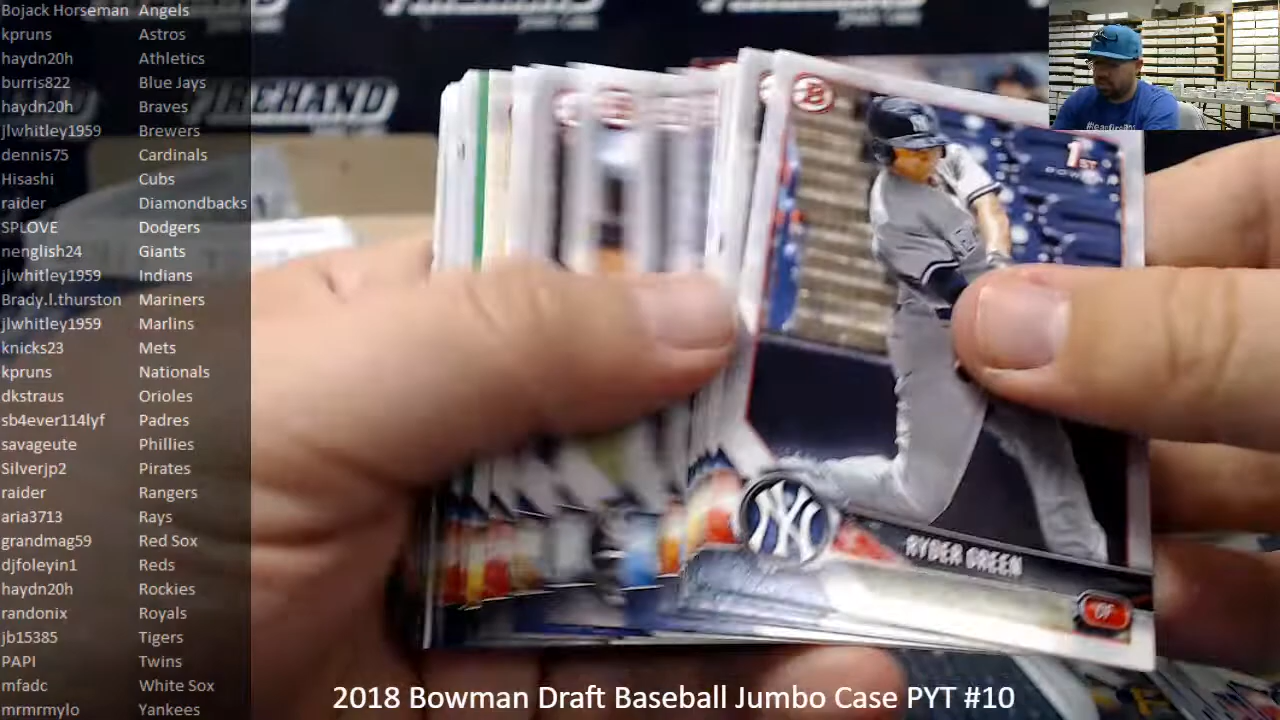 Bojack Horseman Angels
kpruns Astros
haydn20h Athletics
burris822 Blue Jays
haydn20h Braves
jlwhitley1959 Brewers
dennis75 Cardinals
Hisashi Cubs
raider Diamondbacks
SPLOVE Dodgers
nenglish24 Giants
jlwhitley1959 Indians
Brady.l.thurston Mariners
jlwhitley1959 Marlins
knicks23 Mets
kpruns Nationals
dkstraus Orioles
sb4ever114lyf Padres
savageute Phillies
Silverjp2 Pirates
raider Rangers
aria3713 Rays
grandmag59 Red Sox
djfoleyin1 Reds
haydn20h Rockies
randonix Royals
jb15385 Tigers
PAPI Twins
mfadc White Sox
mrmrmylo Yankees
FIREHAND
B
1ST
BOWMAN
NY
RYDER GREEN
OF
2018 Bowman Draft Baseball Jumbo Case PYT #10